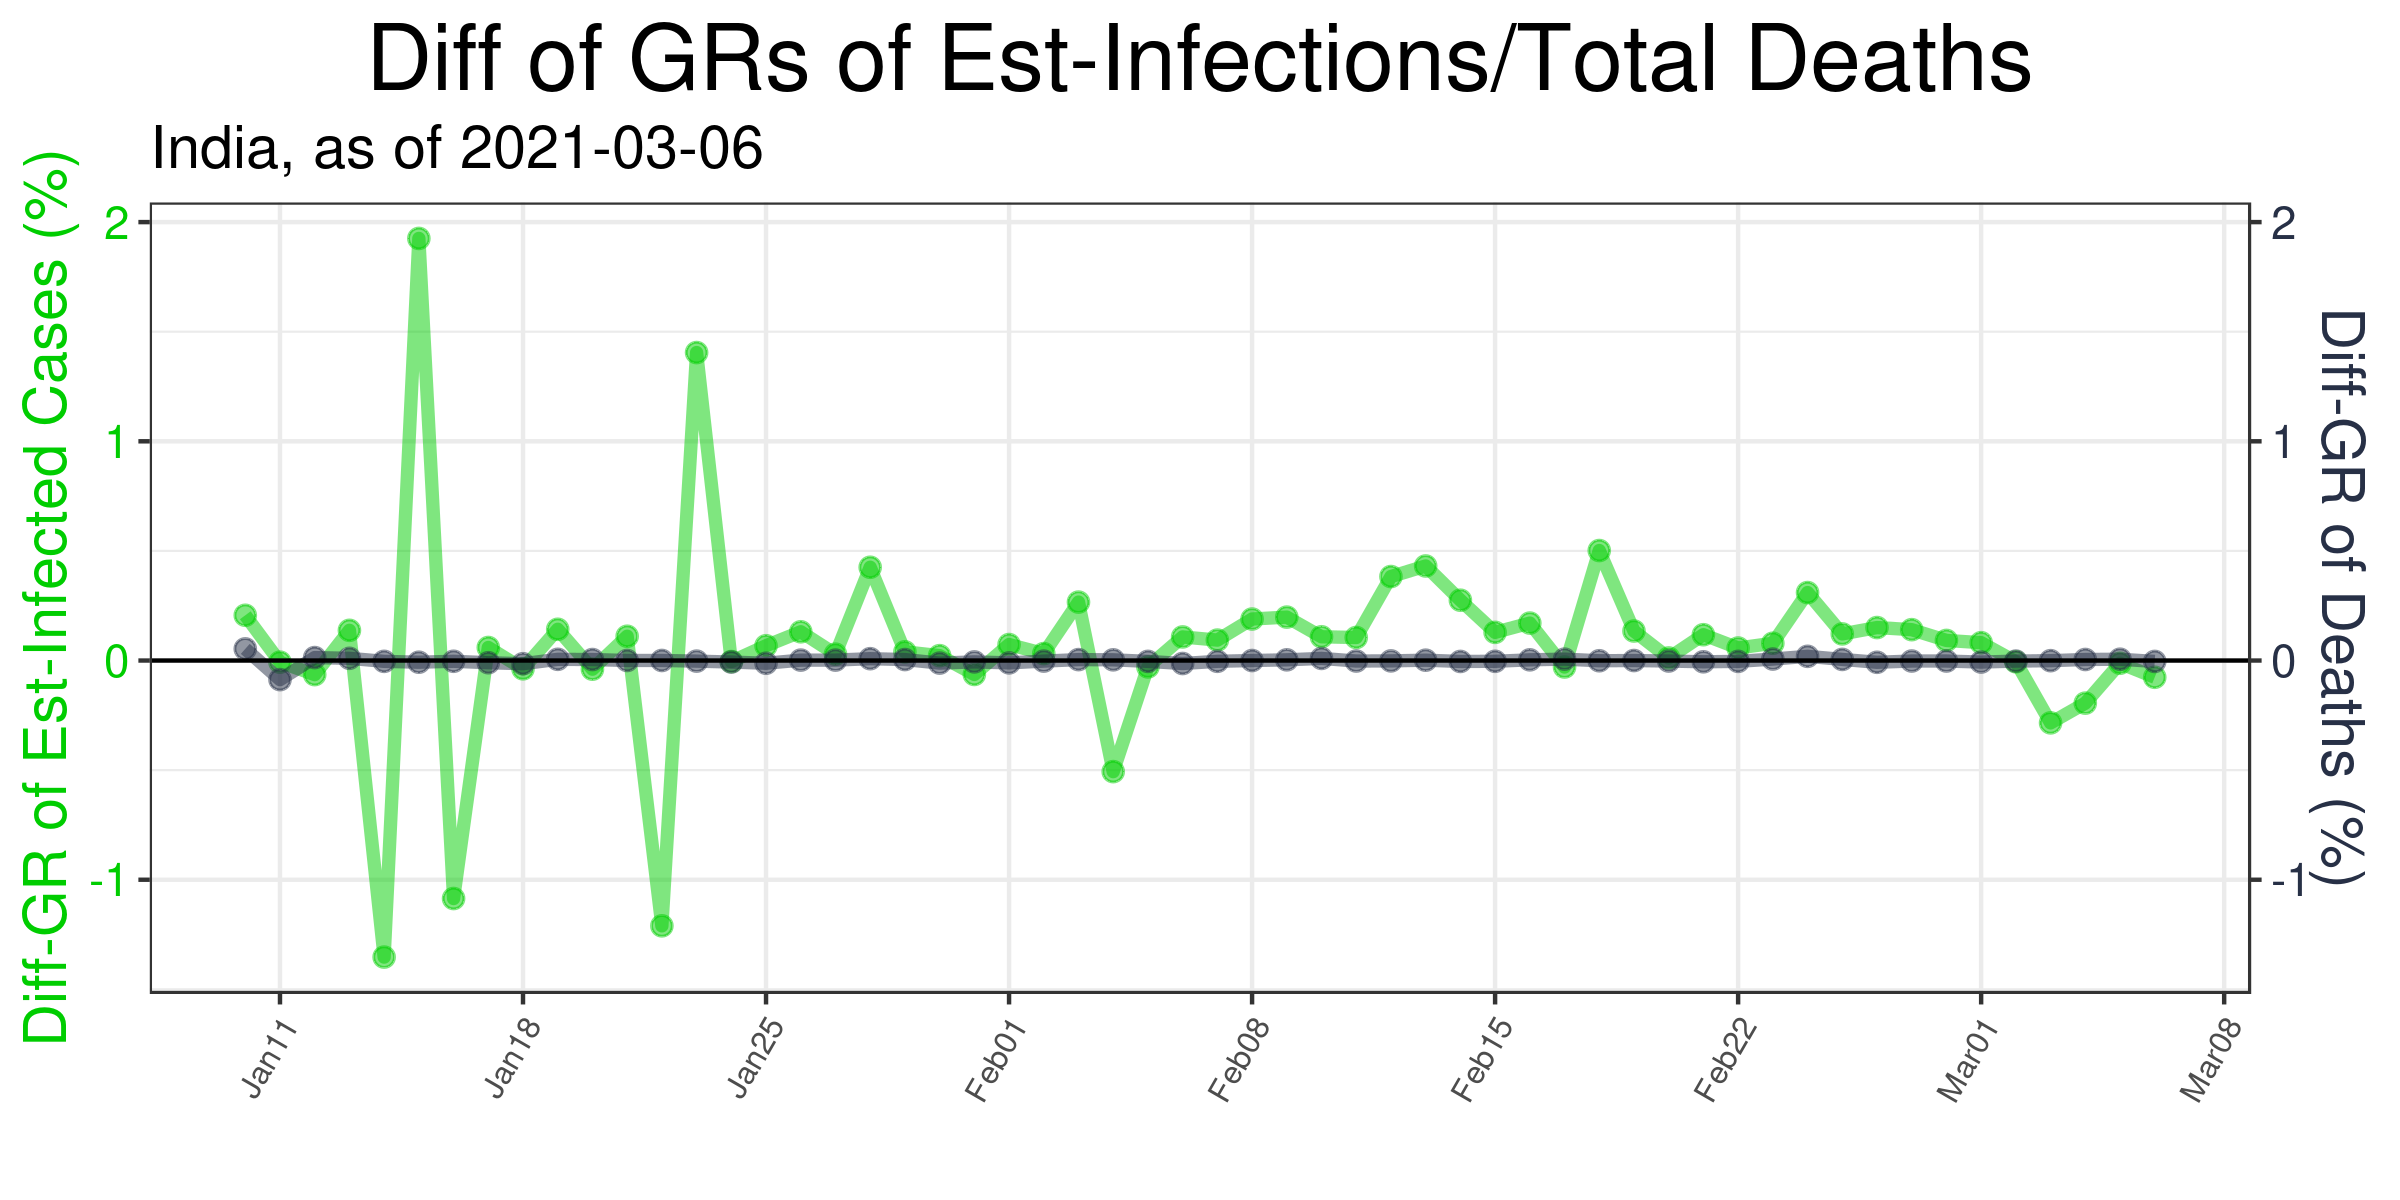 Diff of GRs of Est-Infections/Total Deaths
India, as of 2021-03-06
Diff-GR of Est-Infected Cases (%)
2
1
0
-1
2
1
0
-1
Diff-GR of Deaths (%)
Jan11
Jan18
Jan25
Feb01
Feb08
Feb15
Feb22
Mar01
Mar08